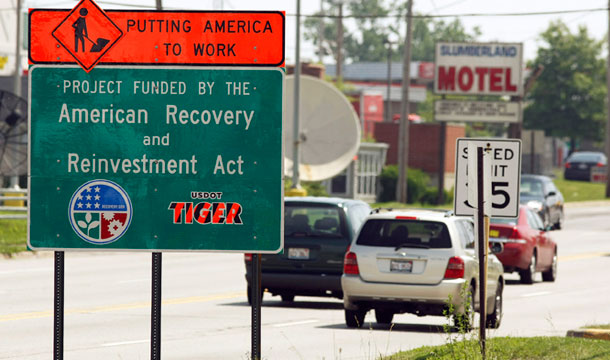 PUTTING AMERICA
TO WORK
PROJECT FUNDED BY THE
American Recovery
and
Reinvestment Act
USDOT
TIGER
SLUMBERLAND
MOTEL
SPEED
LIMIT
35